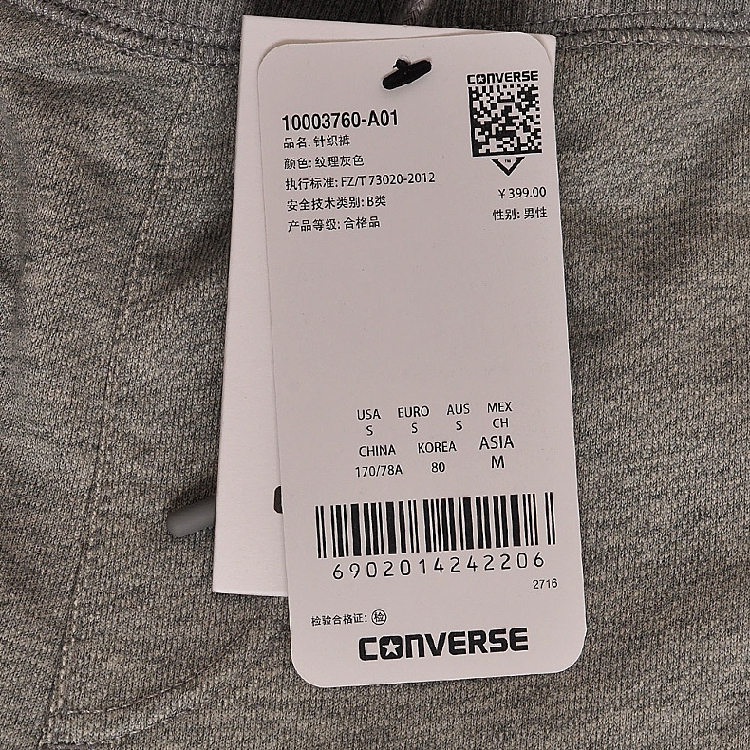 CONVERSE
10003760-A01
品名: 针织裤
颜色: 纹理灰色
执行标准: FZ/T 73020-2012
安全技术类别: B类
产品等级: 合格品
TM
￥399.00
性别: 男性
USA EURO AUS MEX
S S S CH
CHINA KOREA ASIA
170/78A 80 M
6902014242206
2716
检验合格证: 检
CONVERSE